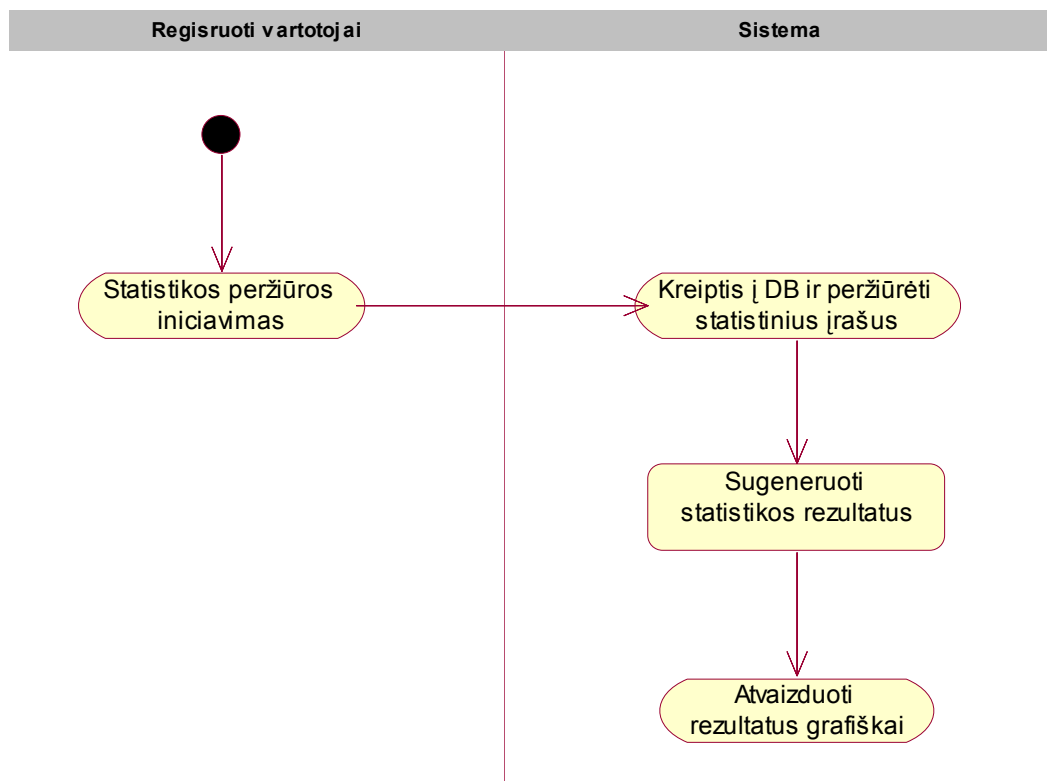 Regisruoti vartotojai
Sistema
Statistikos peržiūros
iniciavimas
Kreiptis į DB ir peržiūrėti
statistinius įrašus
Sugeneruoti
statistikos rezultatus
Atvaizduoti
rezultatus grafiškai